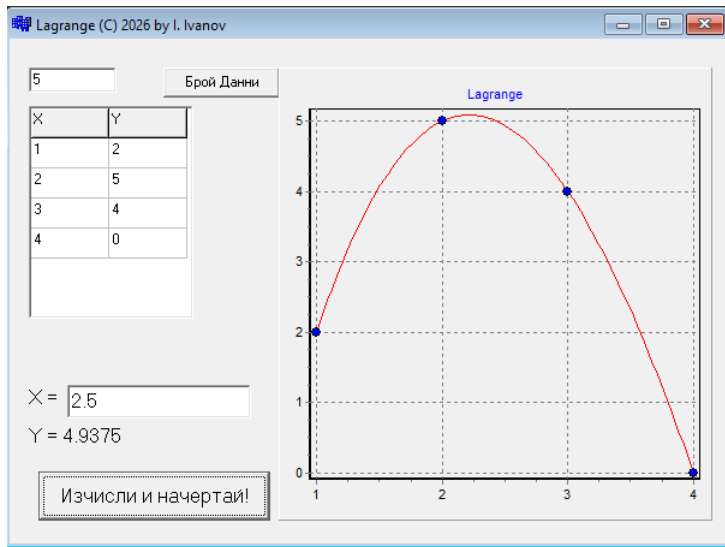 Lagrange (C) 2026 by I. Ivanov
5
Брой Данни
X Y
1 2
2 5
3 4
4 0
X = 2.5
Y = 4.9375
Изчисли и начертай!
Lagrange
5
4
3
2
1
0
1 2 3 4